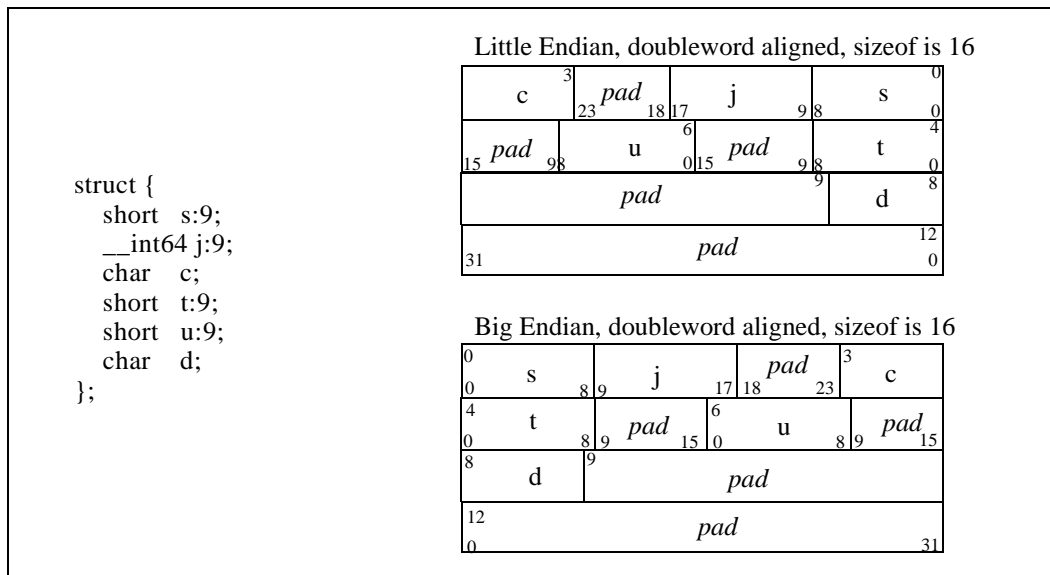 struct {
short s:9;
__int64 j:9;
char c;
short t:9;
short u:9;
char d;
};
Little Endian, doubleword aligned, sizeof is 16
c 3 pad 23 18 j 17 9 s 0 8 0
pad 15 9 u 6 8 0 pad 15 9 t 4 8 0
pad 9 d 8
pad 12 31 0
Big Endian, doubleword aligned, sizeof is 16
0 s 0 8 j 9 17 pad 18 23 3 c
4 t 0 8 pad 9 15 6 u 0 8 pad 9 15
8 d 9 pad
12 pad 0 31